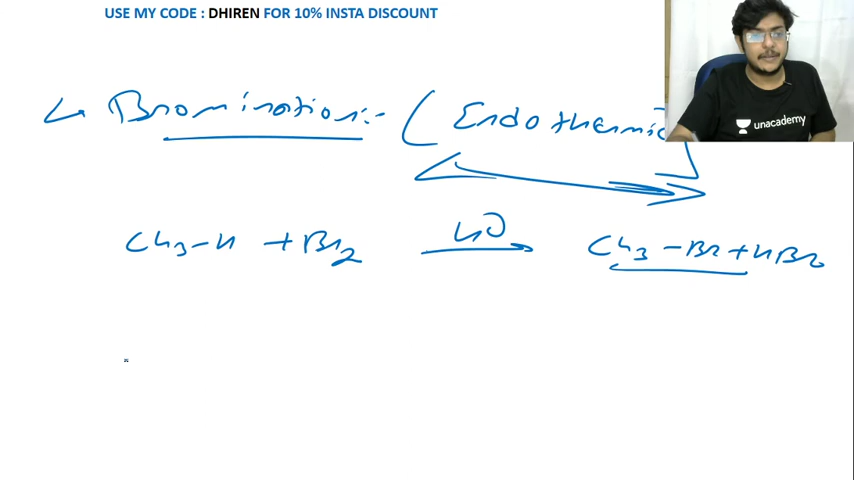 USE MY CODE : DHIREN FOR 10% INSTA DISCOUNT
unacademy
↳ Bromination:- (Endothermic)
CH3-H + Br2 hν→ CH3-Br + HBr